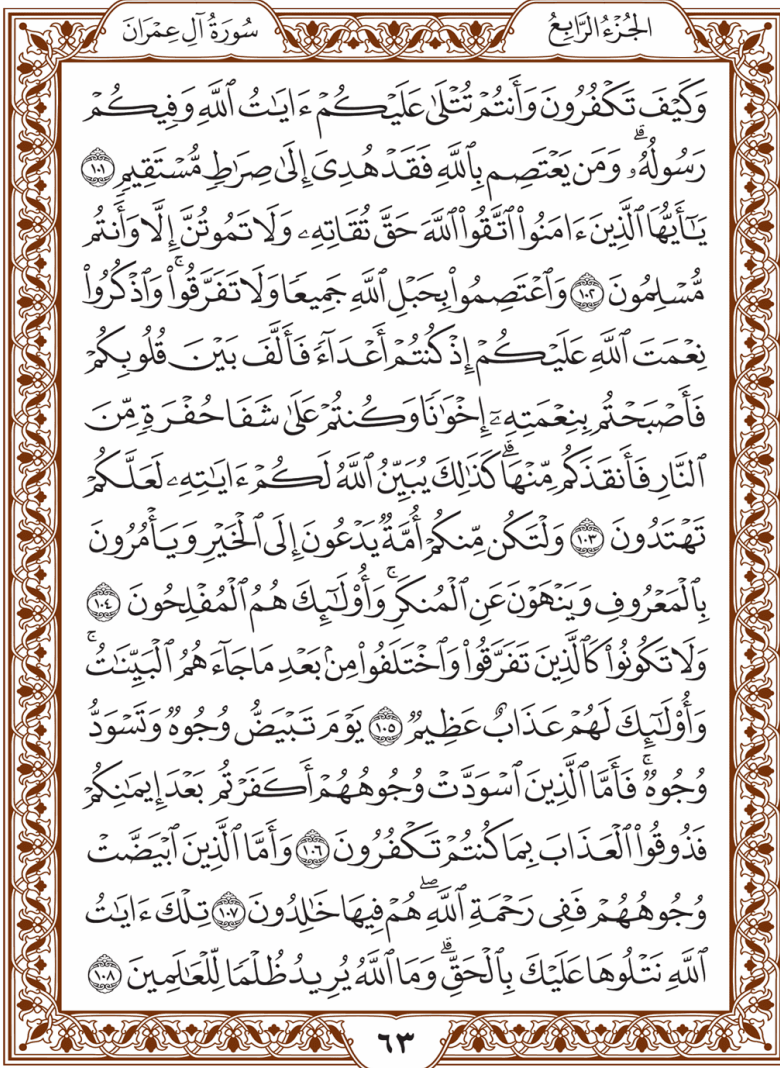 الجُزْءُ الرَّابِعُ
سُورَةُ آلِ عِمْرَانَ
وَكَيْفَ تَكْفُرُونَ وَأَنتُمْ تُتْلَىٰ عَلَيْكُمْ ءَايَـٰتُ ٱللَّهِ وَفِيكُمْ
رَسُولُهُۥ ۗ وَمَن يَعْتَصِم بِٱللَّهِ فَقَدْ هُدِىَ إِلَىٰ صِرَٰطٍ مُّسْتَقِيمٍ ١٠١
يَـٰٓأَيُّهَا ٱلَّذِينَ ءَامَنُوا۟ ٱتَّقُوا۟ ٱللَّهَ حَقَّ تُقَاتِهِۦ وَلَا تَمُوتُنَّ إِلَّا وَأَنتُم
مُّسْلِمُونَ ١٠٢ وَٱعْتَصِمُوا۟ بِحَبْلِ ٱللَّهِ جَمِيعًا وَلَا تَفَرَّقُوا۟ ۚ وَٱذْكُرُوا۟
نِعْمَتَ ٱللَّهِ عَلَيْكُمْ إِذْ كُنتُمْ أَعْدَآءً فَأَلَّفَ بَيْنَ قُلُوبِكُمْ
فَأَصْبَحْتُم بِنِعْمَتِهِۦٓ إِخْوَٰنًا وَكُنتُمْ عَلَىٰ شَفَا حُفْرَةٍ مِّنَ
ٱلنَّارِ فَأَنقَذَكُم مِّنْهَا ۗ كَذَٰلِكَ يُبَيِّنُ ٱللَّهُ لَكُمْ ءَايَـٰتِهِۦ لَعَلَّكُمْ
تَهْتَدُونَ ١٠٣ وَلْتَكُن مِّنكُمْ أُمَّةٌ يَدْعُونَ إِلَى ٱلْخَيْرِ وَيَأْمُرُونَ
بِٱلْمَعْرُوفِ وَيَنْهَوْنَ عَنِ ٱلْمُنكَرِ ۚ وَأُو۟لَـٰٓئِكَ هُمُ ٱلْمُفْلِحُونَ ١٠٤
وَلَا تَكُونُوا۟ كَٱلَّذِينَ تَفَرَّقُوا۟ وَٱخْتَلَفُوا۟ مِنۢ بَعْدِ مَا جَآءَهُمُ ٱلْبَيِّنَـٰتُ ۚ
وَأُو۟لَـٰٓئِكَ لَهُمْ عَذَابٌ عَظِيمٌ ١٠٥ يَوْمَ تَبْيَضُّ وُجُوهٌ وَتَسْوَدُّ
وُجُوهٌ ۚ فَأَمَّا ٱلَّذِينَ ٱسْوَدَّتْ وُجُوهُهُمْ أَكَفَرْتُم بَعْدَ إِيمَـٰنِكُمْ
فَذُوقُوا۟ ٱلْعَذَابَ بِمَا كُنتُمْ تَكْفُرُونَ ١٠٦ وَأَمَّا ٱلَّذِينَ ٱبْيَضَّتْ
وُجُوهُهُمْ فَفِى رَحْمَةِ ٱللَّهِ ۖ هُمْ فِيهَا خَـٰلِدُونَ ١٠٧ تِلْكَ ءَايَـٰتُ
ٱللَّهِ نَتْلُوهَا عَلَيْكَ بِٱلْحَقِّ ۗ وَمَا ٱللَّهُ يُرِيدُ ظُلْمًا لِّلْعَـٰلَمِينَ ١٠٨
٦٣